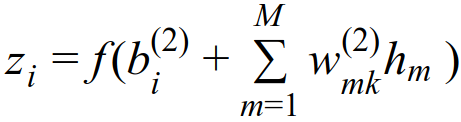 z_i = f(b_i^{(2)} + \sum_{m=1}^{M} w_{mk}^{(2)} h_m )